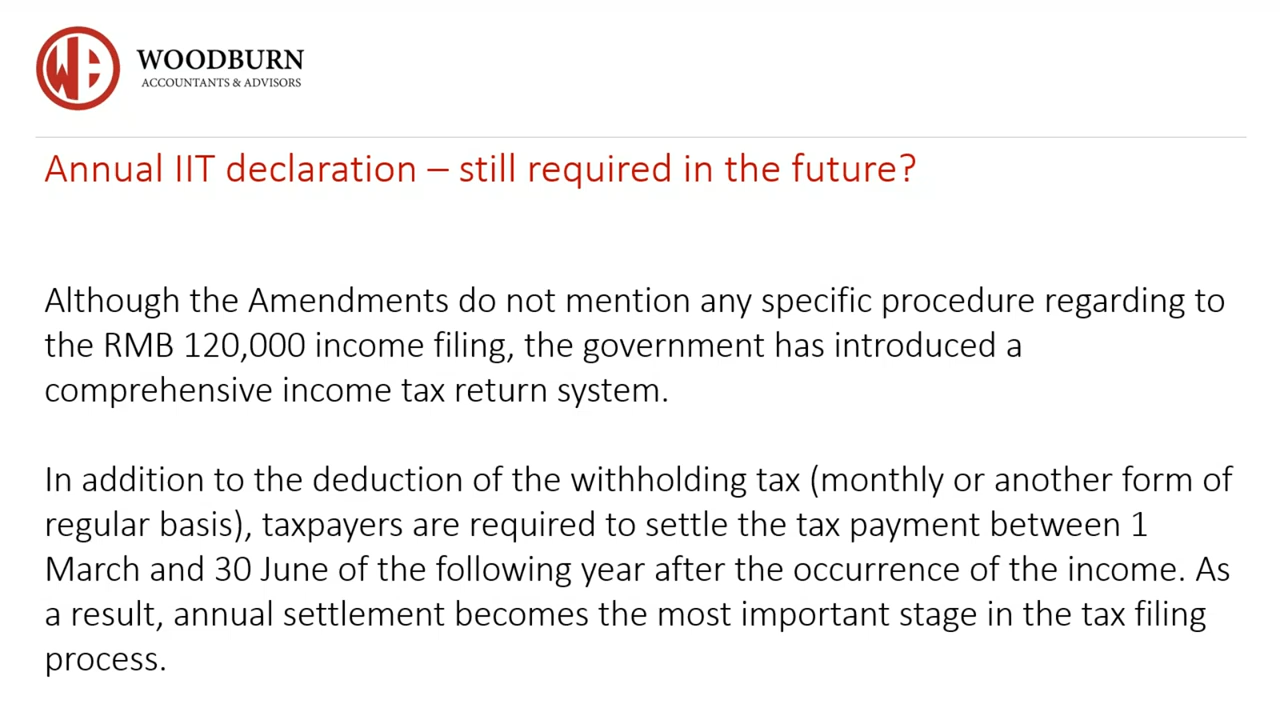 WOODBURN
ACCOUNTANTS & ADVISORS
Annual IIT declaration – still required in the future?
Although the Amendments do not mention any specific procedure regarding to
the RMB 120,000 income filing, the government has introduced a
comprehensive income tax return system.
In addition to the deduction of the withholding tax (monthly or another form of
regular basis), taxpayers are required to settle the tax payment between 1
March and 30 June of the following year after the occurrence of the income. As
a result, annual settlement becomes the most important stage in the tax filing
process.